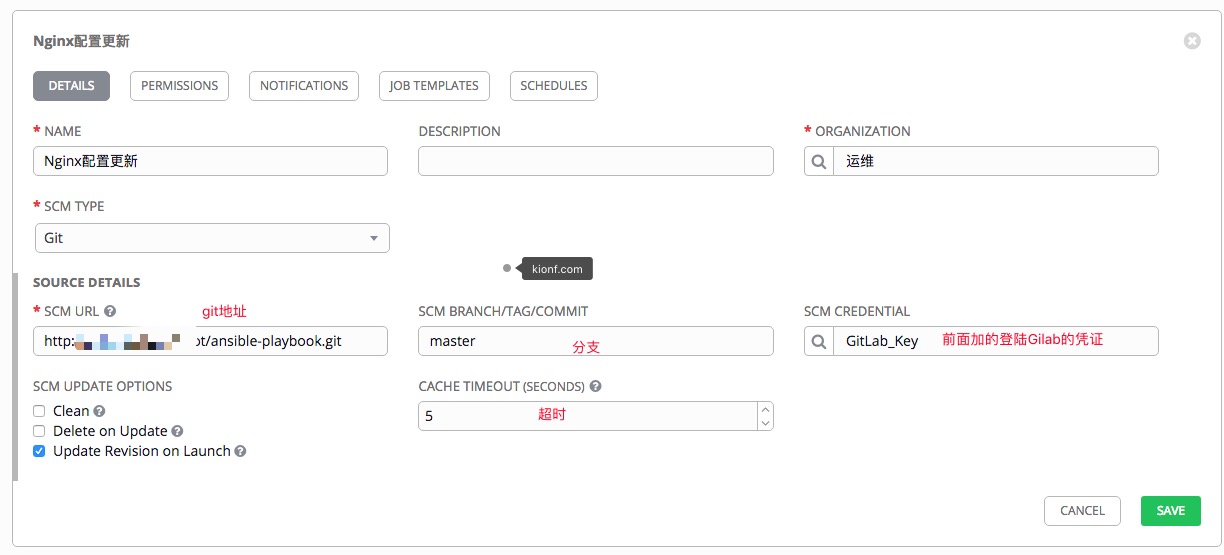 Nginx配置更新
DETAILS PERMISSIONS NOTIFICATIONS JOB TEMPLATES SCHEDULES
* NAME DESCRIPTION * ORGANIZATION
Nginx配置更新 运维
* SCM TYPE
Git
kionf.com
SOURCE DETAILS
* SCM URL ? git地址 SCM BRANCH/TAG/COMMIT SCM CREDENTIAL
http: t/ansible-playbook.git master 分支 GitLab_Key 前面加的登陆Gilab的凭证
SCM UPDATE OPTIONS CACHE TIMEOUT (SECONDS) ?
Clean ? 5 超时
Delete on Update ?
Update Revision on Launch ?
CANCEL SAVE